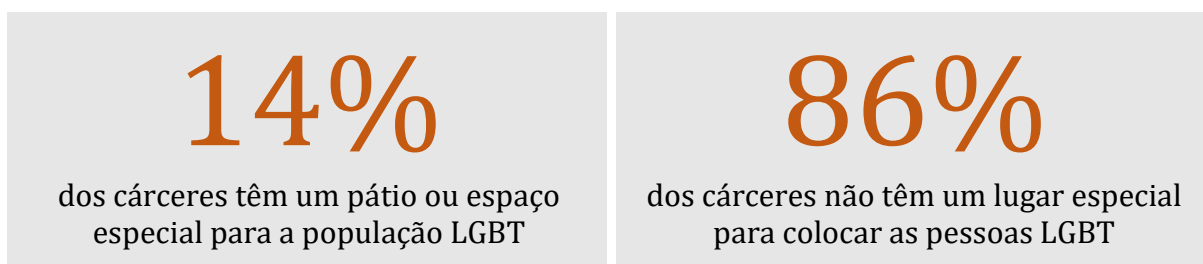 14%
dos cárceres têm um pátio ou espaço
especial para a população LGBT
86%
dos cárceres não têm um lugar especial
para colocar as pessoas LGBT